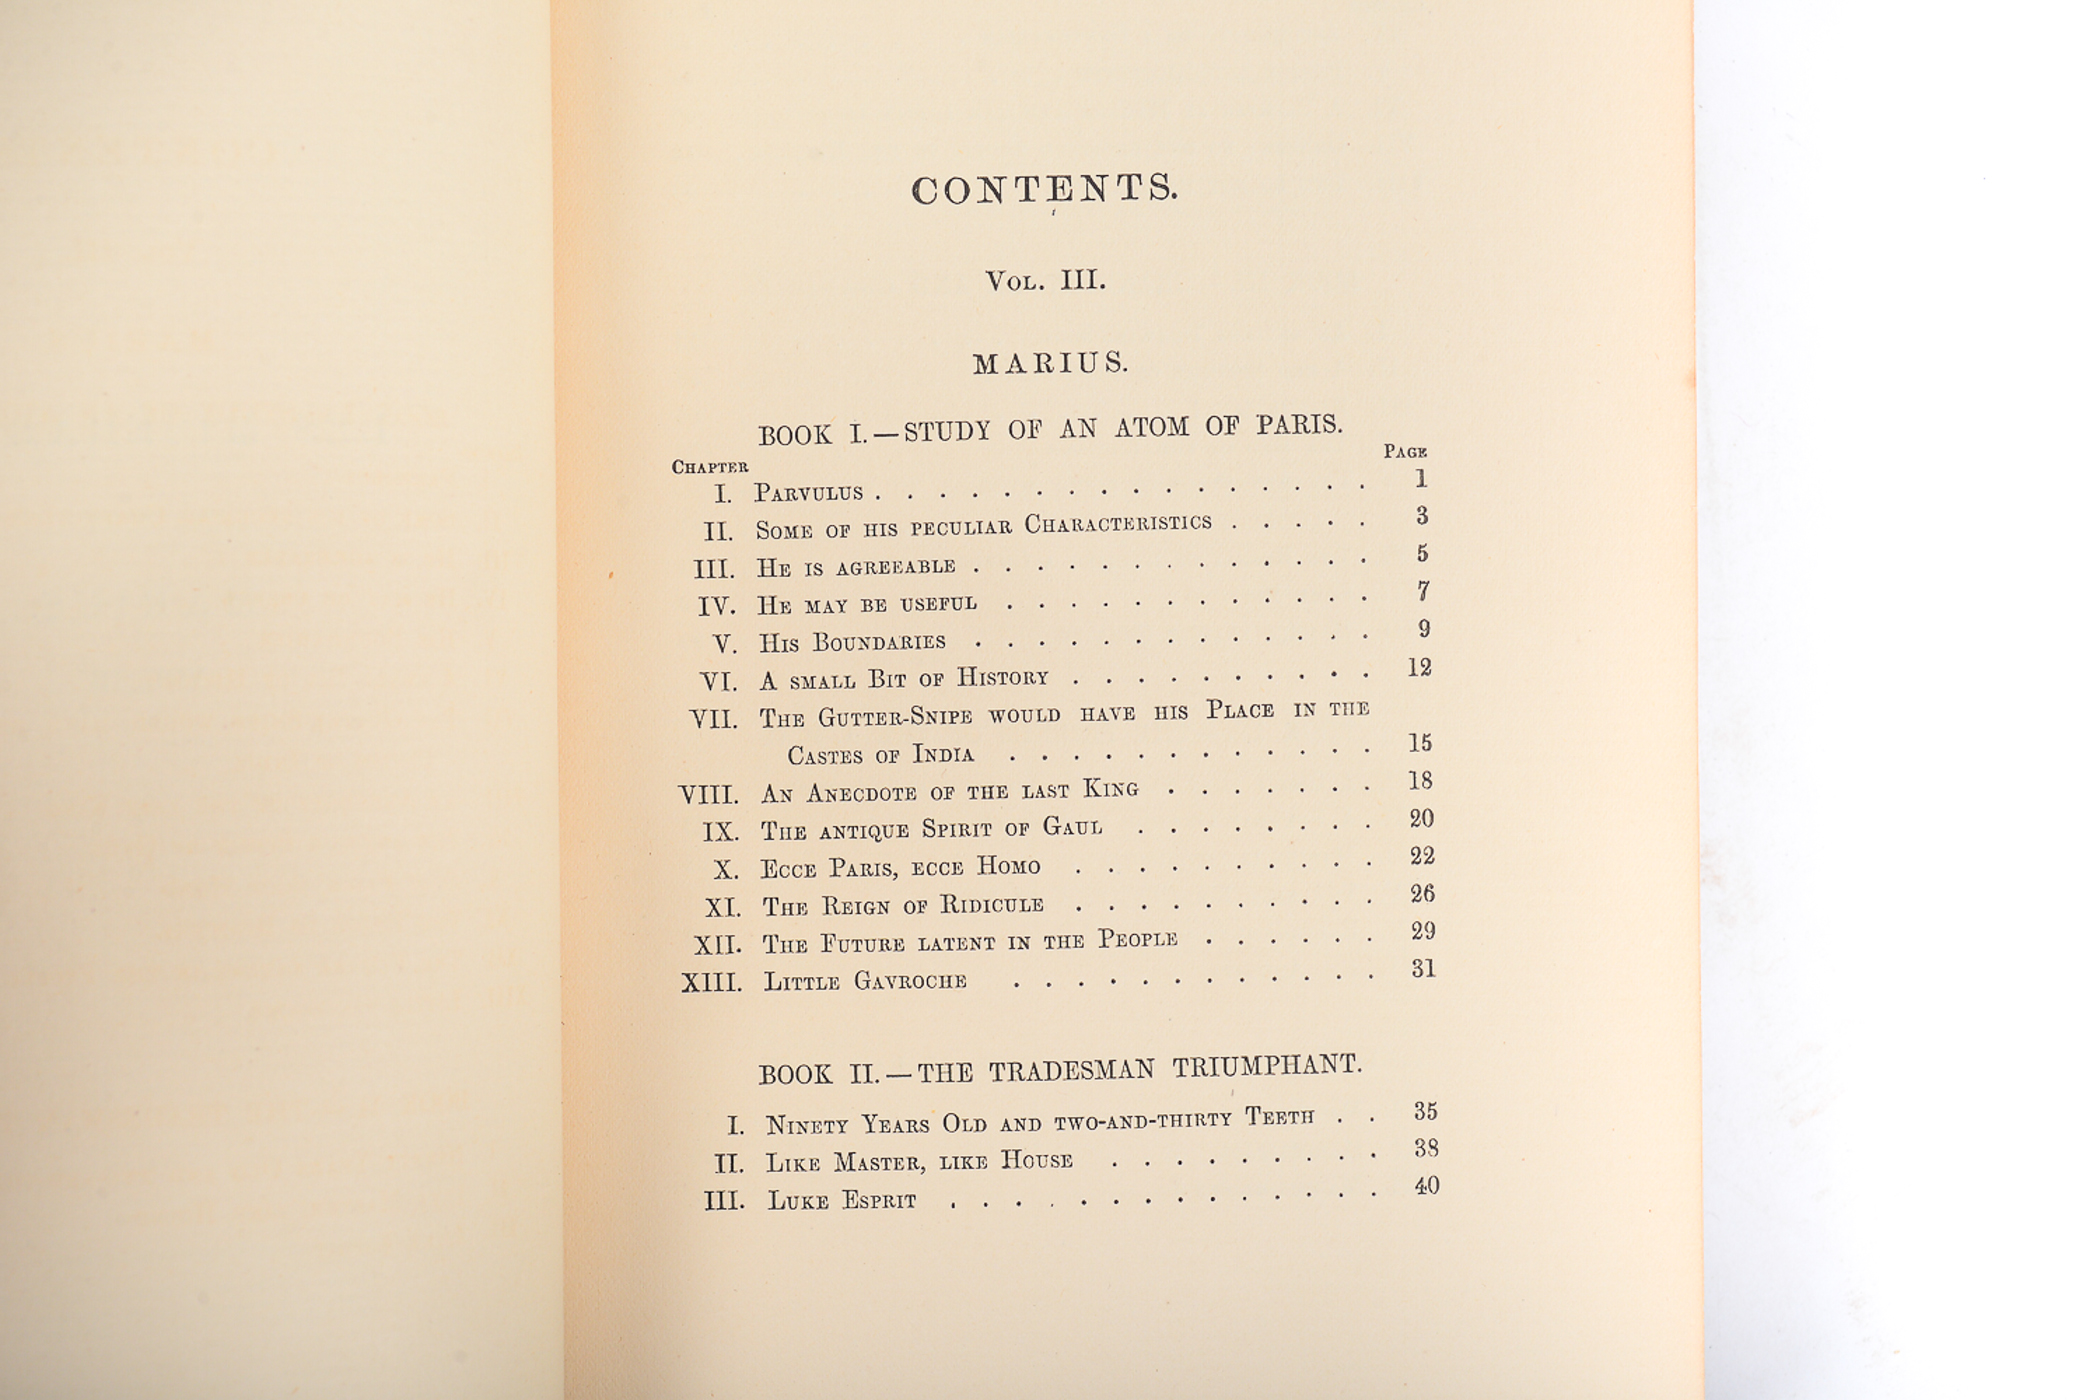 CONTENTS.
VOL. III.
MARIUS.
BOOK I.—STUDY OF AN ATOM OF PARIS.
CHAPTER PAGE
I. PARVULUS . . . . . . . . . . . . . . . . 1
II. SOME OF HIS PECULIAR CHARACTERISTICS . . . . . 3
III. HE IS AGREEABLE . . . . . . . . . . . . . 5
IV. HE MAY BE USEFUL . . . . . . . . . . . . 7
V. HIS BOUNDARIES . . . . . . . . . . . . . 9
VI. A SMALL BIT OF HISTORY . . . . . . . . . . 12
VII. THE GUTTER-SNIPE WOULD HAVE HIS PLACE IN THE
CASTES OF INDIA . . . . . . . . . . . . 15
VIII. AN ANECDOTE OF THE LAST KING . . . . . . . 18
IX. THE ANTIQUE SPIRIT OF GAUL . . . . . . . . 20
X. ECCE PARIS, ECCE HOMO . . . . . . . . . . 22
XI. THE REIGN OF RIDICULE . . . . . . . . . . 26
XII. THE FUTURE LATENT IN THE PEOPLE . . . . . . 29
XIII. LITTLE GAVROCHE . . . . . . . . . . . . 31
BOOK II.—THE TRADESMAN TRIUMPHANT.
I. NINETY YEARS OLD AND TWO-AND-THIRTY TEETH . . 35
II. LIKE MASTER, LIKE HOUSE . . . . . . . . . 38
III. LUKE ESPRIT . . . . . . . . . . . . . . 40